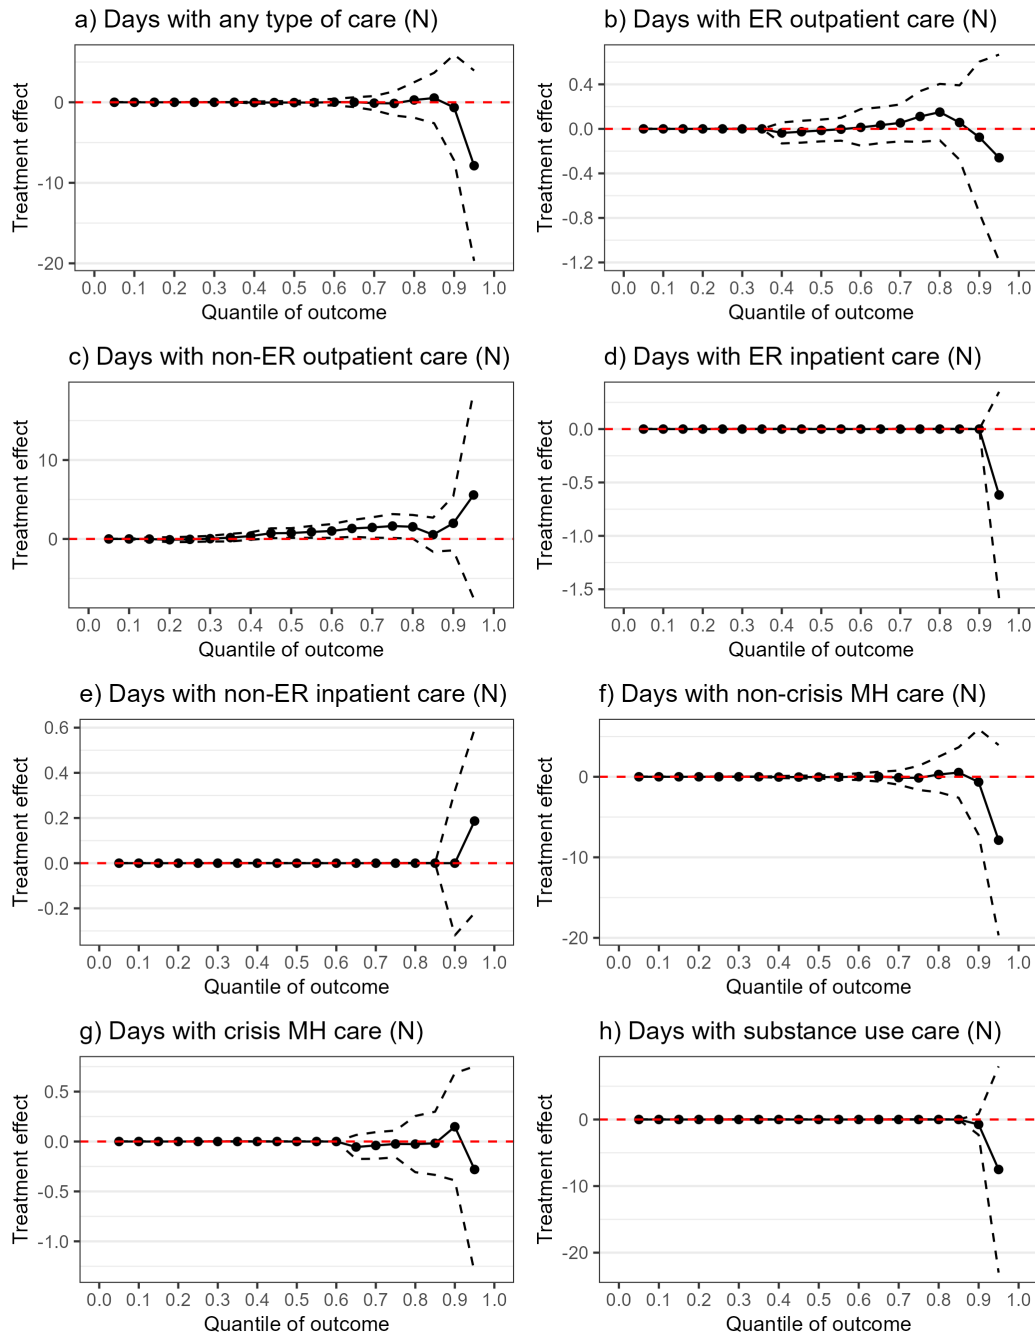 a) Days with any type of care (N)
Treatment effect
0
-10
-20
0.0 0.1 0.2 0.3 0.4 0.5 0.6 0.7 0.8 0.9 1.0
Quantile of outcome
b) Days with ER outpatient care (N)
Treatment effect
0.4
0.0
-0.4
-0.8
-1.2
0.0 0.1 0.2 0.3 0.4 0.5 0.6 0.7 0.8 0.9 1.0
Quantile of outcome
c) Days with non-ER outpatient care (N)
Treatment effect
10
0
0.0 0.1 0.2 0.3 0.4 0.5 0.6 0.7 0.8 0.9 1.0
Quantile of outcome
d) Days with ER inpatient care (N)
Treatment effect
0.0
-0.5
-1.0
-1.5
0.0 0.1 0.2 0.3 0.4 0.5 0.6 0.7 0.8 0.9 1.0
Quantile of outcome
e) Days with non-ER inpatient care (N)
Treatment effect
0.6
0.4
0.2
0.0
-0.2
0.0 0.1 0.2 0.3 0.4 0.5 0.6 0.7 0.8 0.9 1.0
Quantile of outcome
f) Days with non-crisis MH care (N)
Treatment effect
0
-10
-20
0.0 0.1 0.2 0.3 0.4 0.5 0.6 0.7 0.8 0.9 1.0
Quantile of outcome
g) Days with crisis MH care (N)
Treatment effect
0.5
0.0
-0.5
-1.0
0.0 0.1 0.2 0.3 0.4 0.5 0.6 0.7 0.8 0.9 1.0
Quantile of outcome
h) Days with substance use care (N)
Treatment effect
0
-10
-20
0.0 0.1 0.2 0.3 0.4 0.5 0.6 0.7 0.8 0.9 1.0
Quantile of outcome